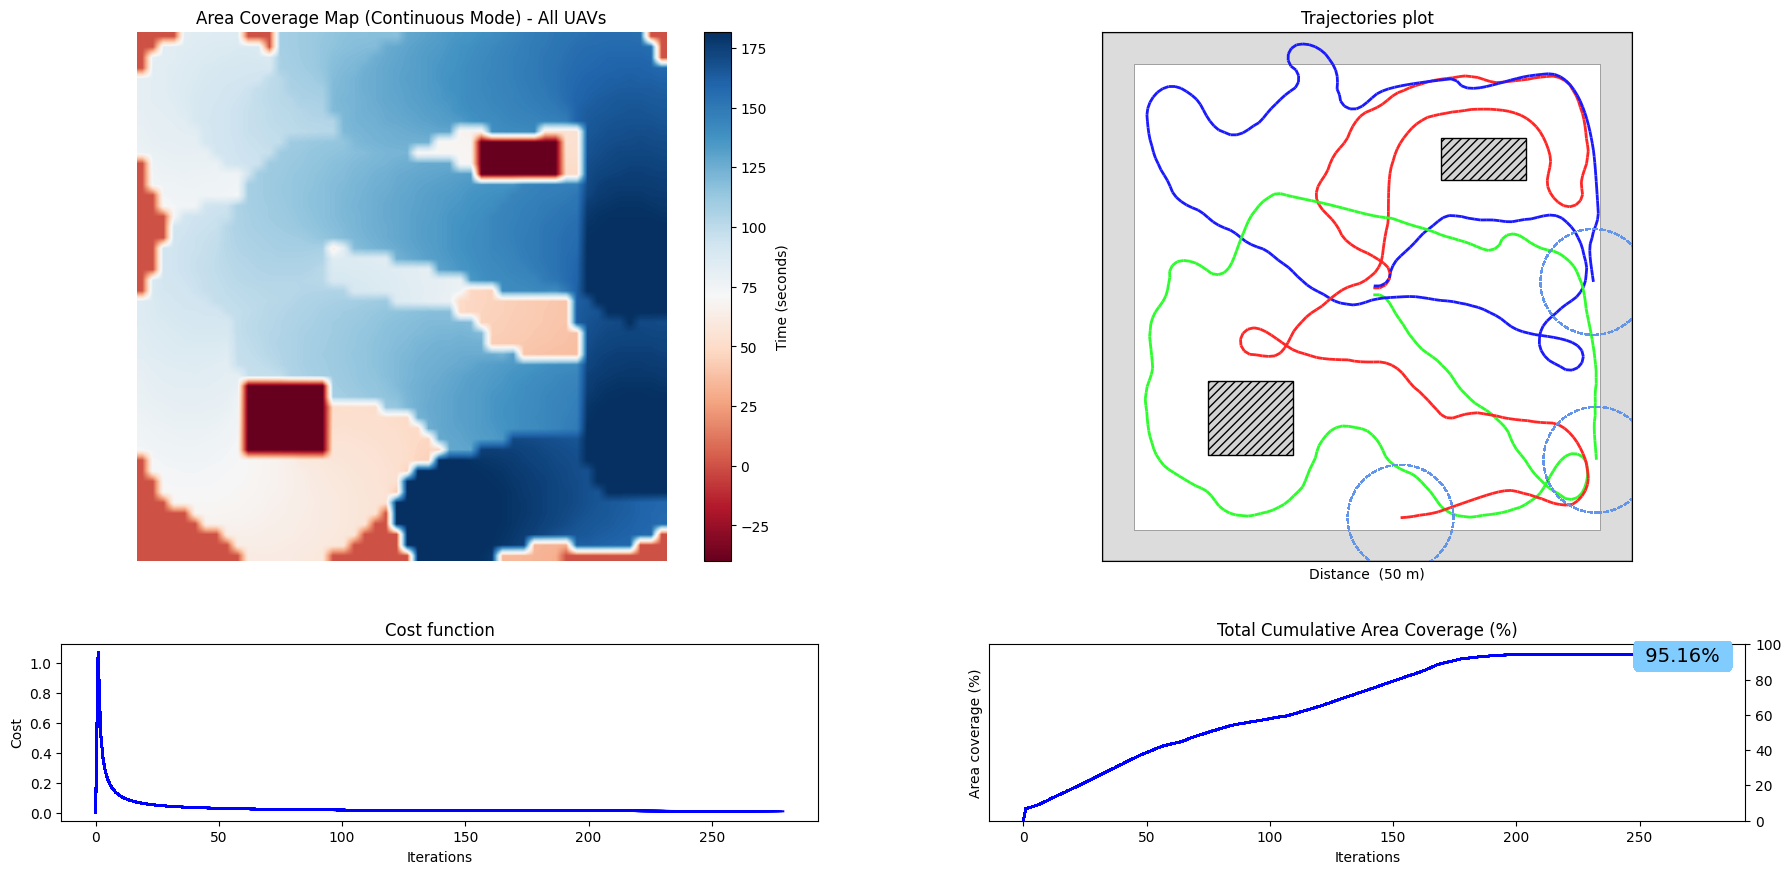 Area Coverage Map (Continuous Mode) - All UAVs
175
150
125
100
75
50
25
0
−25
Time (seconds)
Trajectories plot
Distance  (50 m)
Cost function
1.0
0.8
0.6
0.4
0.2
0.0
Cost
0 50 100 150 200 250
Iterations
Total Cumulative Area Coverage (%)
95.16%
Area coverage (%)
100
80
60
40
20
0
0 50 100 150 200 250
Iterations